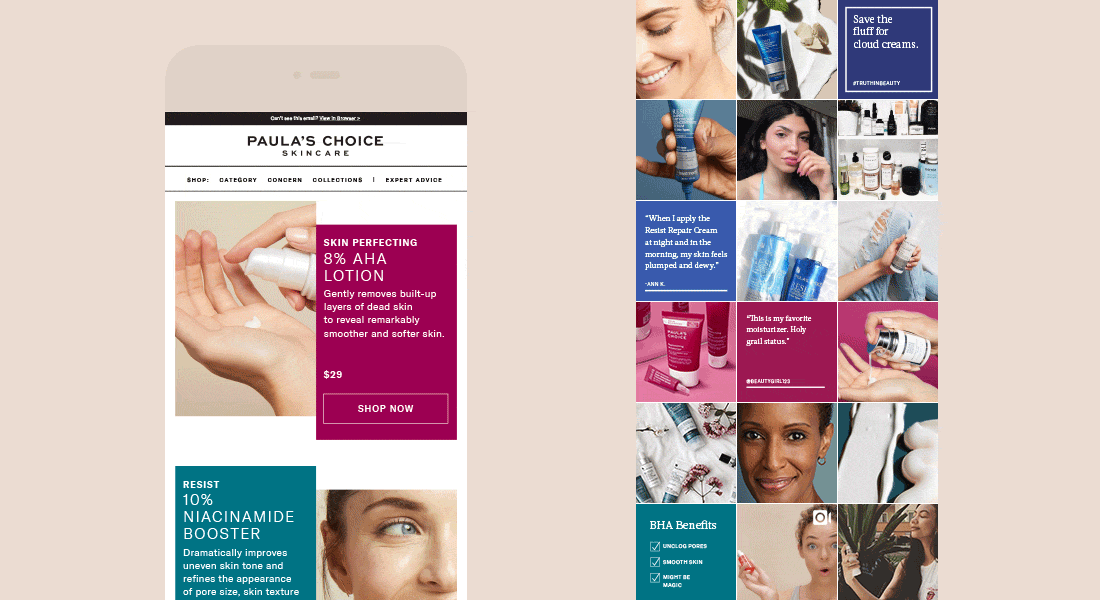 Can't see this email? View in Browser >
PAULA'S CHOICE
SKINCARE
SHOP: CATEGORY CONCERN COLLECTIONS | EXPERT ADVICE
SKIN PERFECTING
8% AHA
LOTION
Gently removes built-up
layers of dead skin
to reveal remarkably
smoother and softer skin.
$29
SHOP NOW
RESIST
10%
NIACINAMIDE
BOOSTER
Dramatically improves
uneven skin tone and
refines the appearance
of pore size, skin texture
Save the
fluff for
cloud creams.
#TRUTHINBEAUTY
"When I apply the
Resist Repair Cream
at night and in the
morning, my skin feels
plumped and dewy."
-ANN K.
PAULA'S
CHOICE
"This is my favorite
moisturizer. Holy
grail status."
@BEAUTYGIRL123
BHA Benefits
UNCLOG PORES
SMOOTH SKIN
MIGHT BE
MAGIC